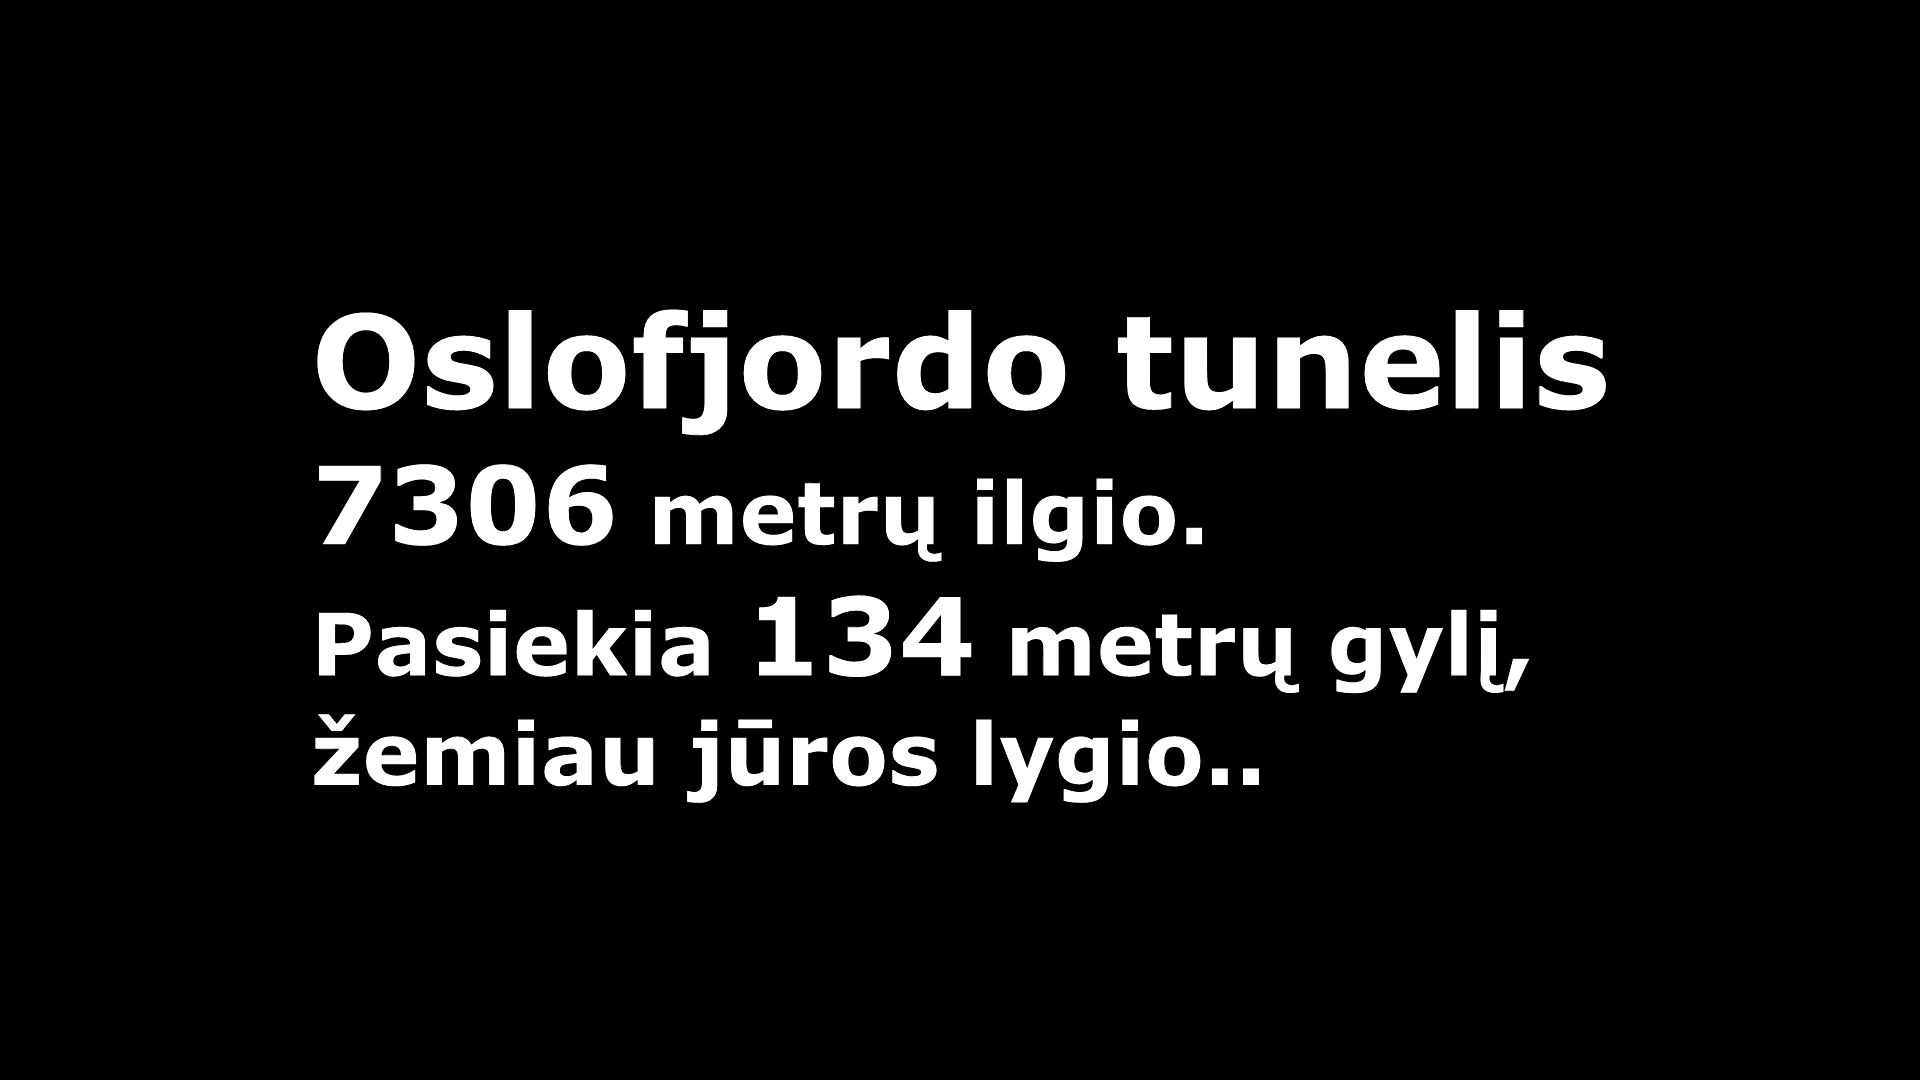 Oslofjordo tunelis
7306 metrų ilgio.
Pasiekia 134 metrų gylį,
žemiau jūros lygio..